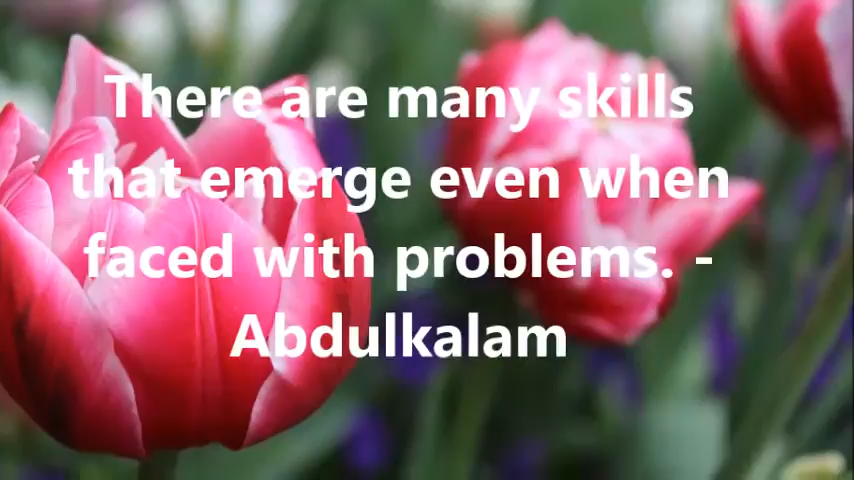 There are many skills
that emerge even when
faced with problems. -
Abdulkalam